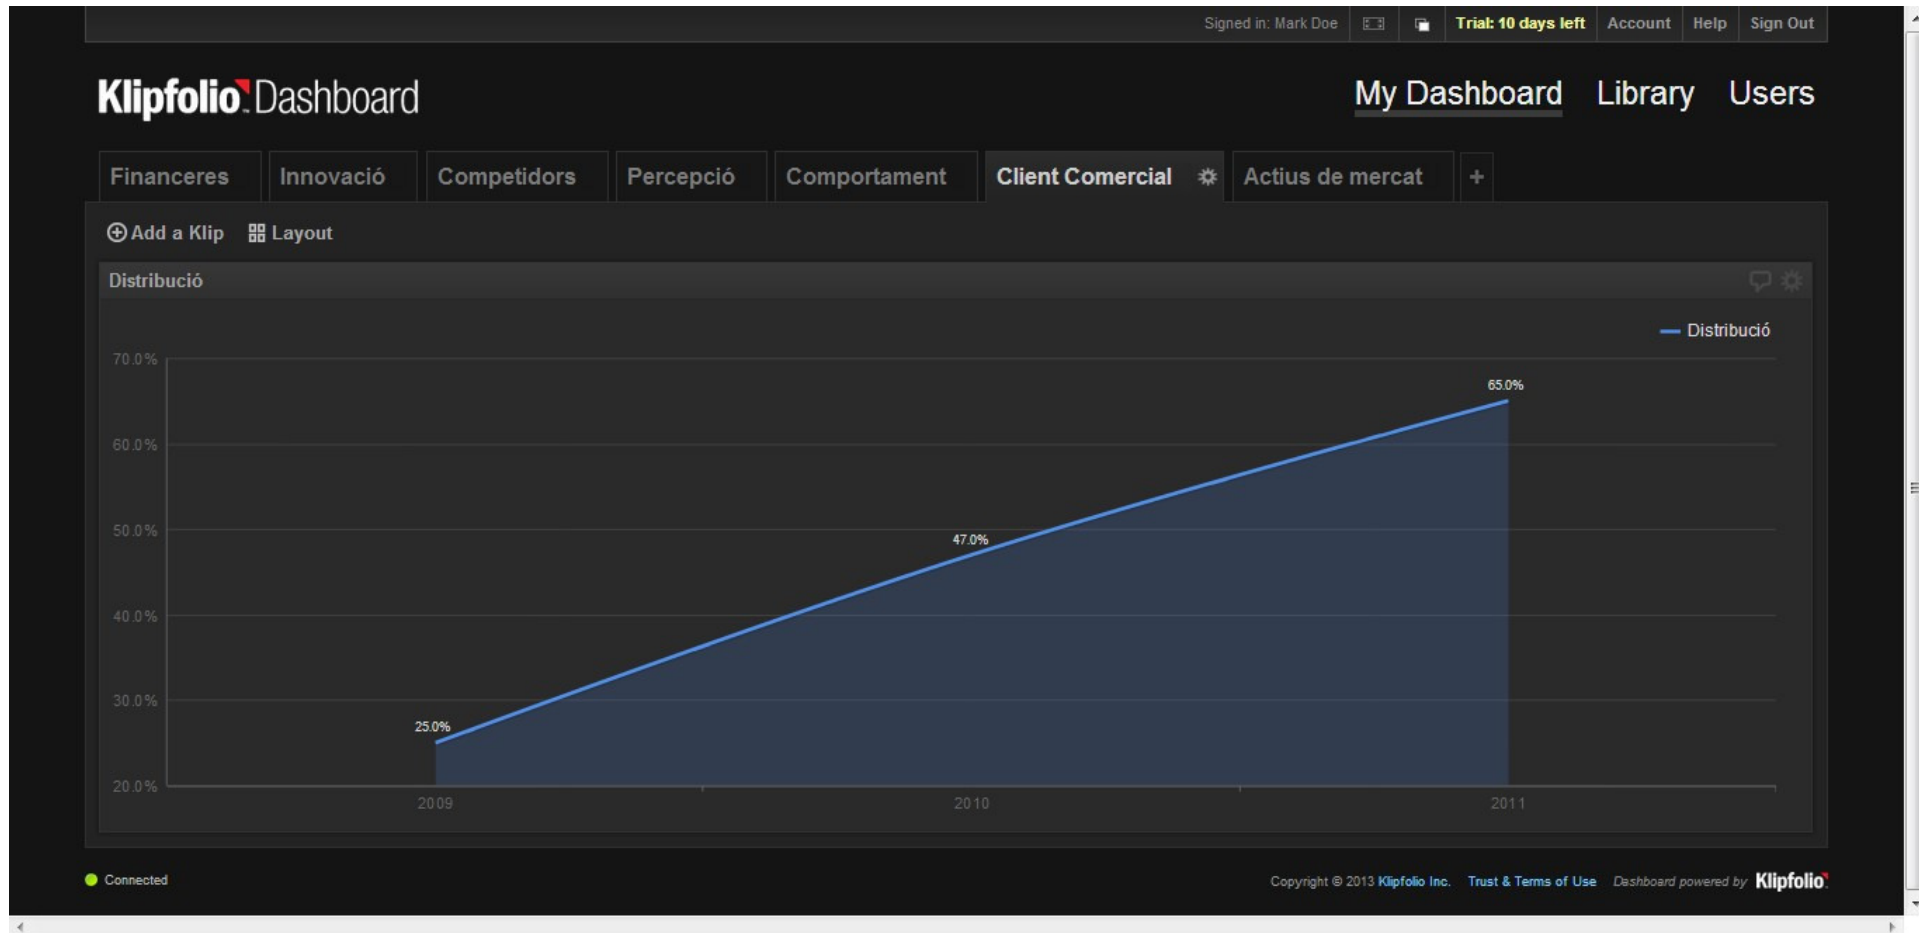 Signed in: Mark Doe Trial: 10 days left Account Help Sign Out
Klipfolio Dashboard
My Dashboard Library Users
Financeres Innovació Competidors Percepció Comportament Client Comercial Actius de mercat +
Add a Klip Layout
Distribució
Distribució
70.0%
65.0%
60.0%
50.0%
47.0%
40.0%
30.0%
25.0%
20.0%
2009 2010 2011
Connected
Copyright © 2013 Klipfolio Inc. Trust & Terms of Use Dashboard powered by Klipfolio